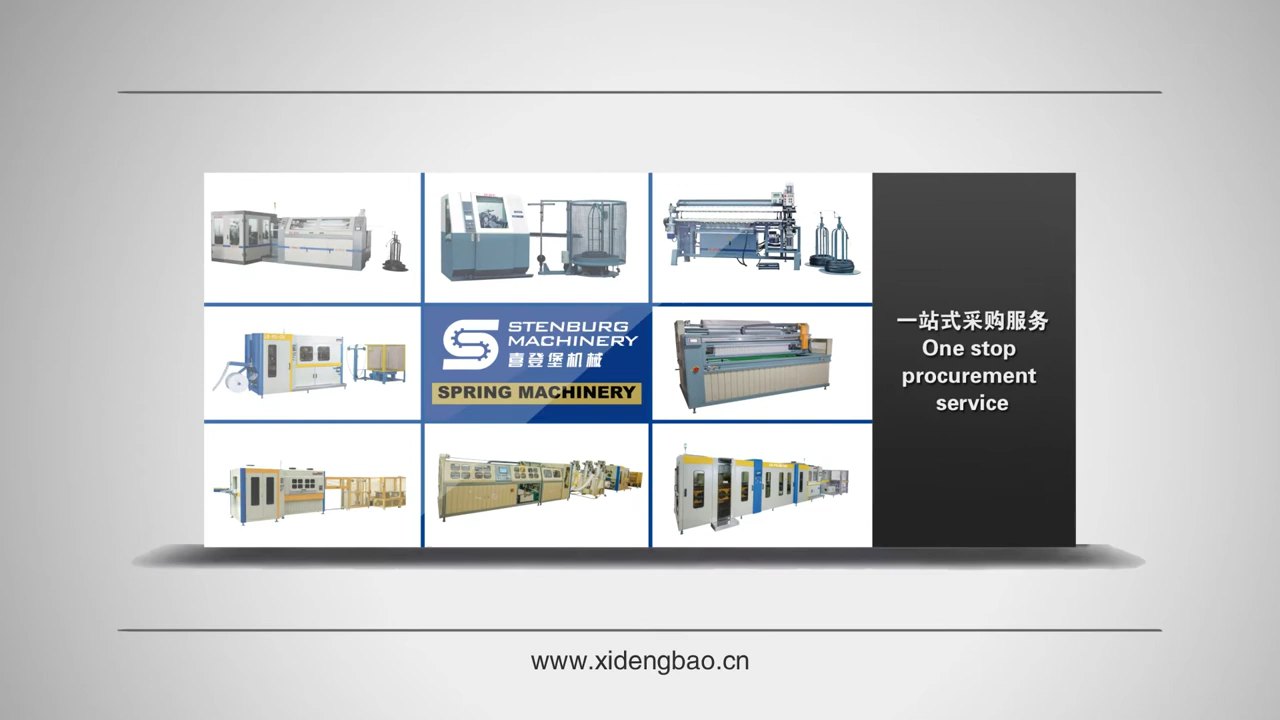 STENBURG
MACHINERY
喜登堡机械
SPRING MACHINERY
一站式采购服务
One stop
procurement
service
www.xidengbao.cn